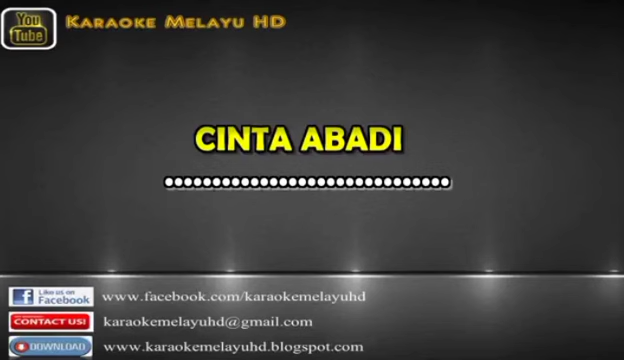 You Tube
KARAOKE MELAYU HD
CINTA ABADI
Like us on Facebook
www.facebook.com/karaokemelayuhd
CONTACT US!
karaokemelayuhd@gmail.com
DOWNLOAD
www.karaokemelayuhd.blogspot.com